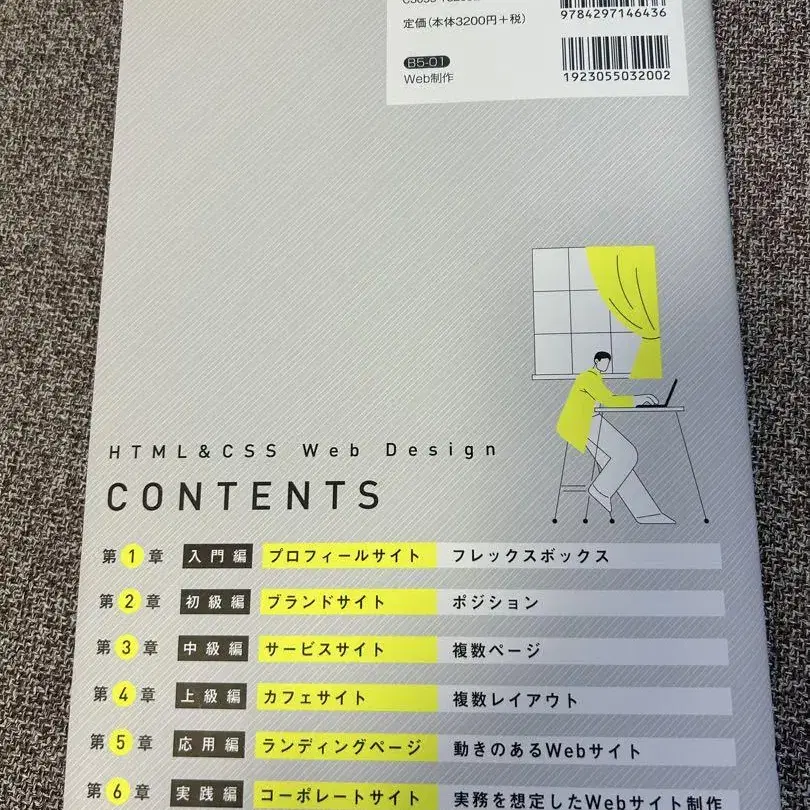 9784297146436
定価(本体3200円+税)
B5-01
Web制作
1923055032002
HTML&CSS Web Design
CONTENTS
第1章 入門編 プロフィールサイト フレックスボックス
第2章 初級編 ブランドサイト ポジション
第3章 中級編 サービスサイト 複数ページ
第4章 上級編 カフェサイト 複数レイアウト
第5章 応用編 ランディングページ 動きのあるWebサイト
第6章 実践編 コーポレートサイト 実務を想定したWebサイト制作